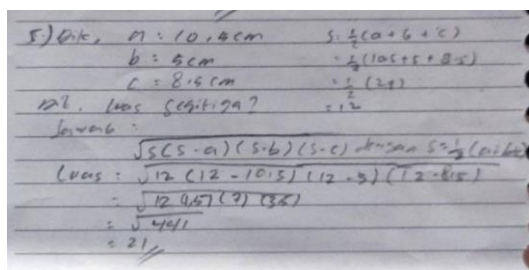 5.) Dik, a = 10,5 cm s = 1/2 (a + b + c)
b = 5 cm = 1/2 (10,5 + 5 + 8,5)
c = 8,5 cm = 1/2 (24)
Dit. Luas segitiga? = 12
Jawab :
√s(s-a)(s-b)(s-c) dengan s = 1/2 (a+b+c)
Luas = √12 (12 - 10,5) (12 - 5) (12 - 8,5)
= √12 (1,5) (7) (3,5)
= √441
= 21